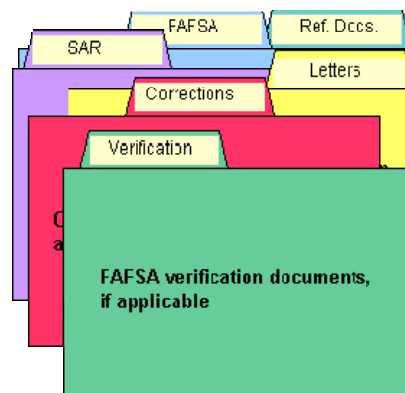 FAFSA
Ref. Docs.
SAR
Letters
Corrections
Verification
FAFSA verification documents,
if applicable